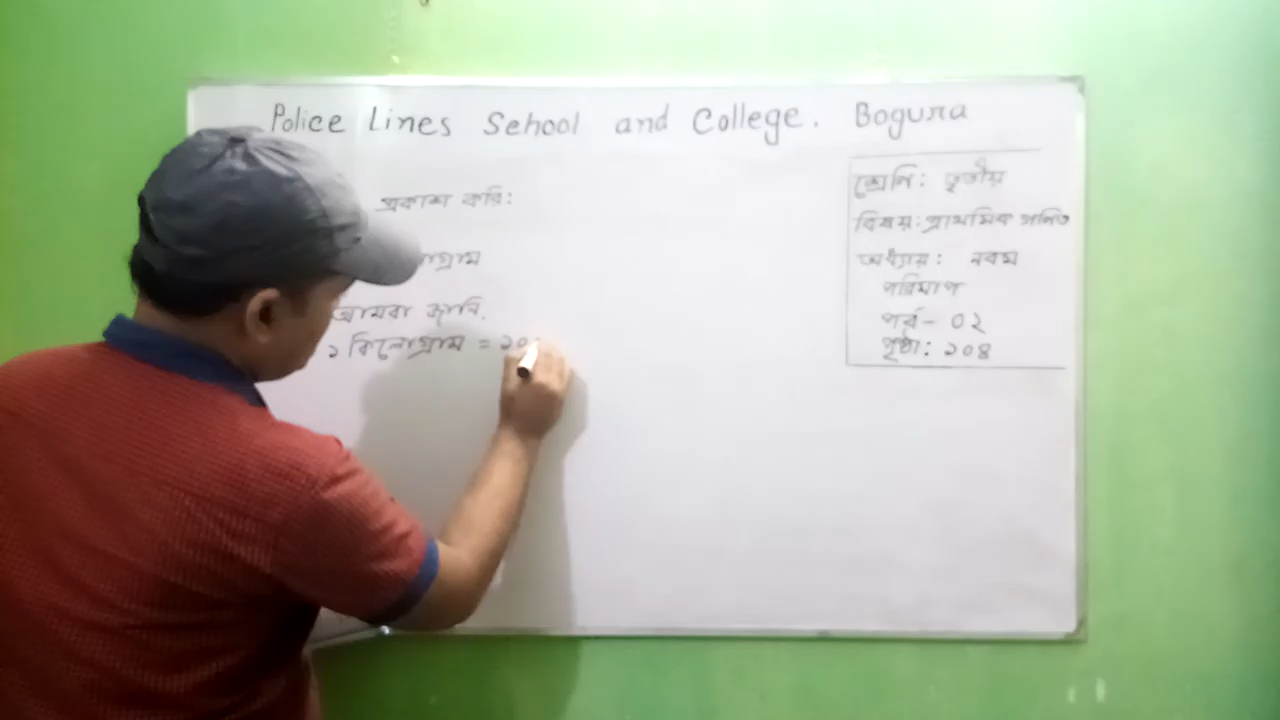 Police Lines School and College. Bogura
প্রকাশ করি:
গ্রাম
আমরা জানি,
১ কিলোগ্রাম = ১০
শ্রেণি: তৃতীয়
বিষয়: প্রাথমিক গণিত
অধ্যায়: নবম
পরিমাপ
পর্ব- ০২
পৃষ্ঠা: ১০৪